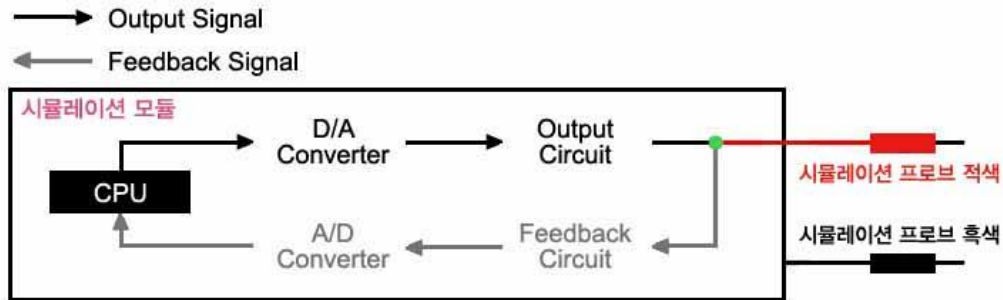 Output Signal
Feedback Signal
시뮬레이션 모듈
D/A
Converter
Output
Circuit
CPU
시뮬레이션 프로브 적색
A/D
Converter
Feedback
Circuit
시뮬레이션 프로브 흑색